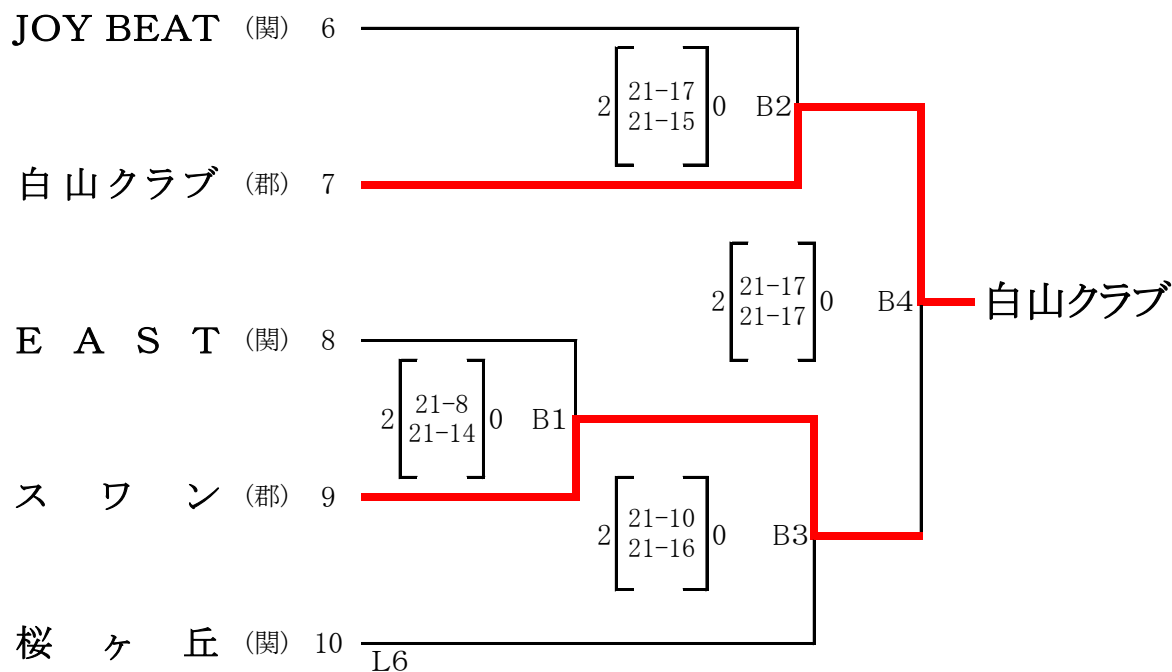 JOY BEAT (関) 6
2 21-17 0 B2
21-15
白山クラブ (郡) 7
2 21-17 0 B4 白山クラブ
21-17
EAST (関) 8
2 21-8 0 B1
21-14
スワン (郡) 9
2 21-10 0 B3
21-16
桜ヶ丘 (関) 10
L6